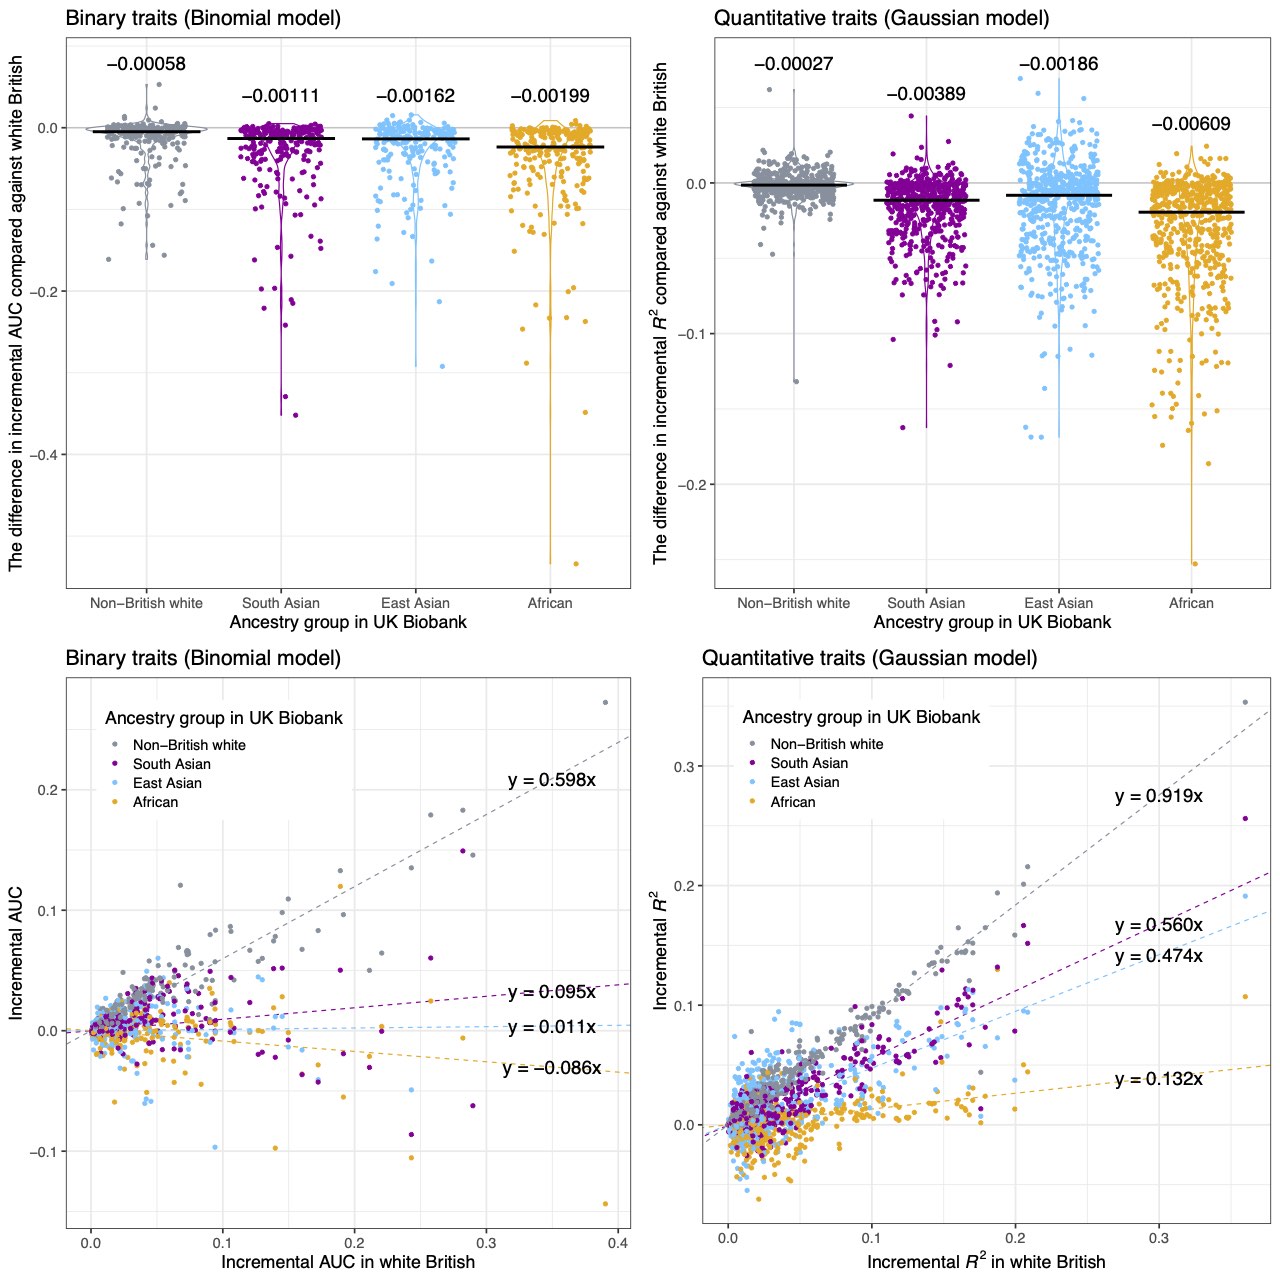 Binary traits (Binomial model)
The difference in incremental AUC compared against white British
0.0
−0.2
−0.4
−0.00058
−0.00111
−0.00162
−0.00199
Non−British white
South Asian
East Asian
African
Ancestry group in UK Biobank
Quantitative traits (Gaussian model)
The difference in incremental R² compared against white British
0.0
−0.1
−0.2
−0.00027
−0.00389
−0.00186
−0.00609
Non−British white
South Asian
East Asian
African
Ancestry group in UK Biobank
Binary traits (Binomial model)
Incremental AUC
0.2
0.1
0.0
−0.1
Ancestry group in UK Biobank
Non−British white
South Asian
East Asian
African
y = 0.598x
y = 0.095x
y = 0.011x
y = −0.086x
0.0
0.1
0.2
0.3
0.4
Incremental AUC in white British
Quantitative traits (Gaussian model)
Incremental R²
0.3
0.2
0.1
0.0
Ancestry group in UK Biobank
Non−British white
South Asian
East Asian
African
y = 0.919x
y = 0.560x
y = 0.474x
y = 0.132x
0.0
0.1
0.2
0.3
Incremental R² in white British